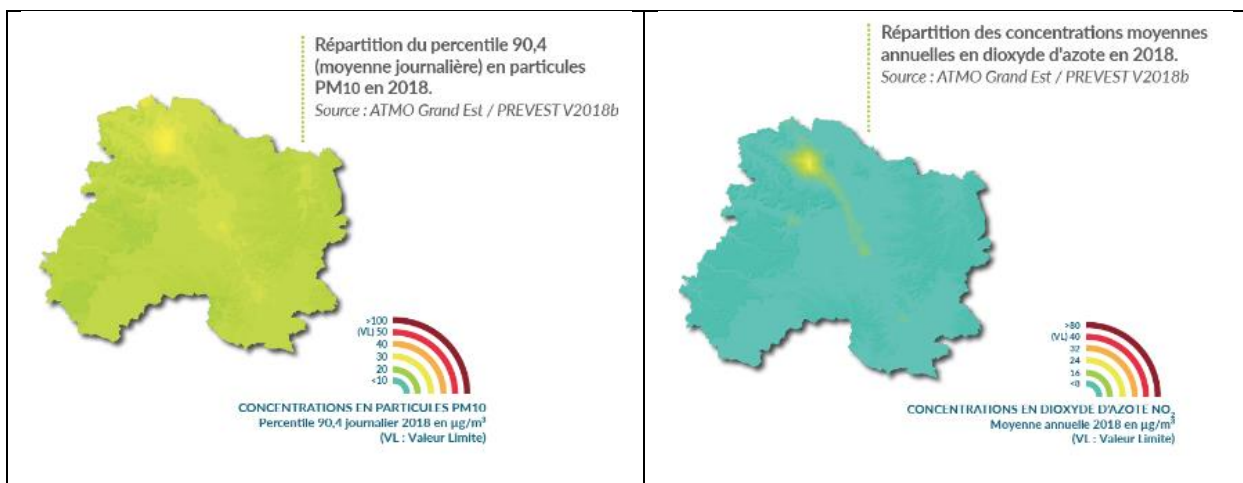 Répartition du percentile 90,4
(moyenne journalière) en particules
PM10 en 2018.
Source : ATMO Grand Est / PREVEST V2018b
>100
(VL) 50
40
30
20
<10
CONCENTRATIONS EN PARTICULES PM10
Percentile 90,4 journalier 2018 en µg/m³
(VL : Valeur Limite)
Répartition des concentrations moyennes
annuelles en dioxyde d'azote en 2018.
Source : ATMO Grand Est / PREVEST V2018b
>80
(VL) 40
32
24
16
<8
CONCENTRATIONS EN DIOXYDE D'AZOTE NO₂
Moyenne annuelle 2018 en µg/m³
(VL : Valeur Limite)